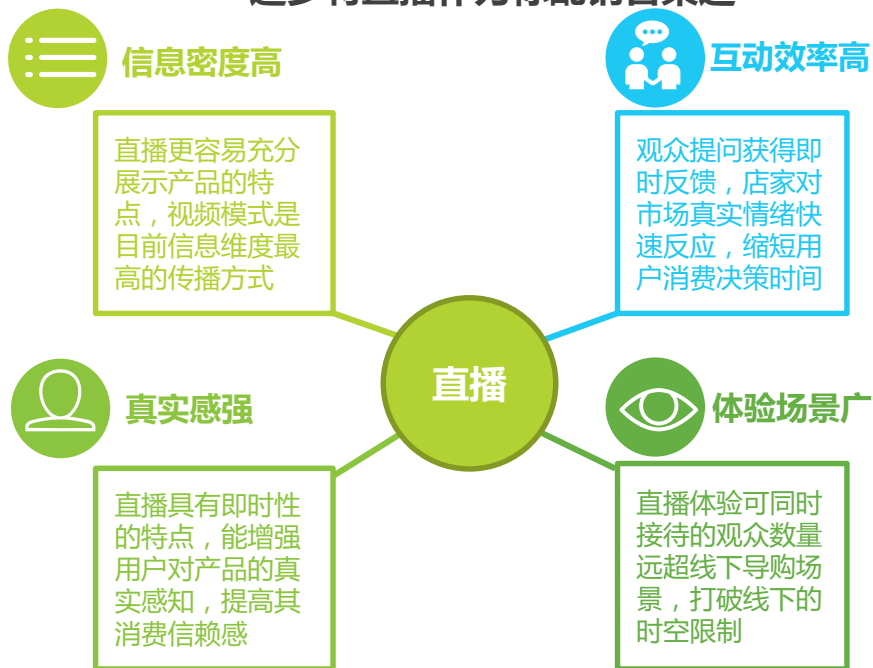 信息密度高
直播更容易充分
展示产品的特
点，视频模式是
目前信息维度最
高的传播方式
互动效率高
观众提问获得即
时反馈，店家对
市场真实情绪快
速反应，缩短用
户消费决策时间
直播
真实感强
直播具有即时性
的特点，能增强
用户对产品的真
实感知，提高其
消费信赖感
体验场景广
直播体验可同时
接待的观众数量
远超线下导购场
景，打破线下的
时空限制